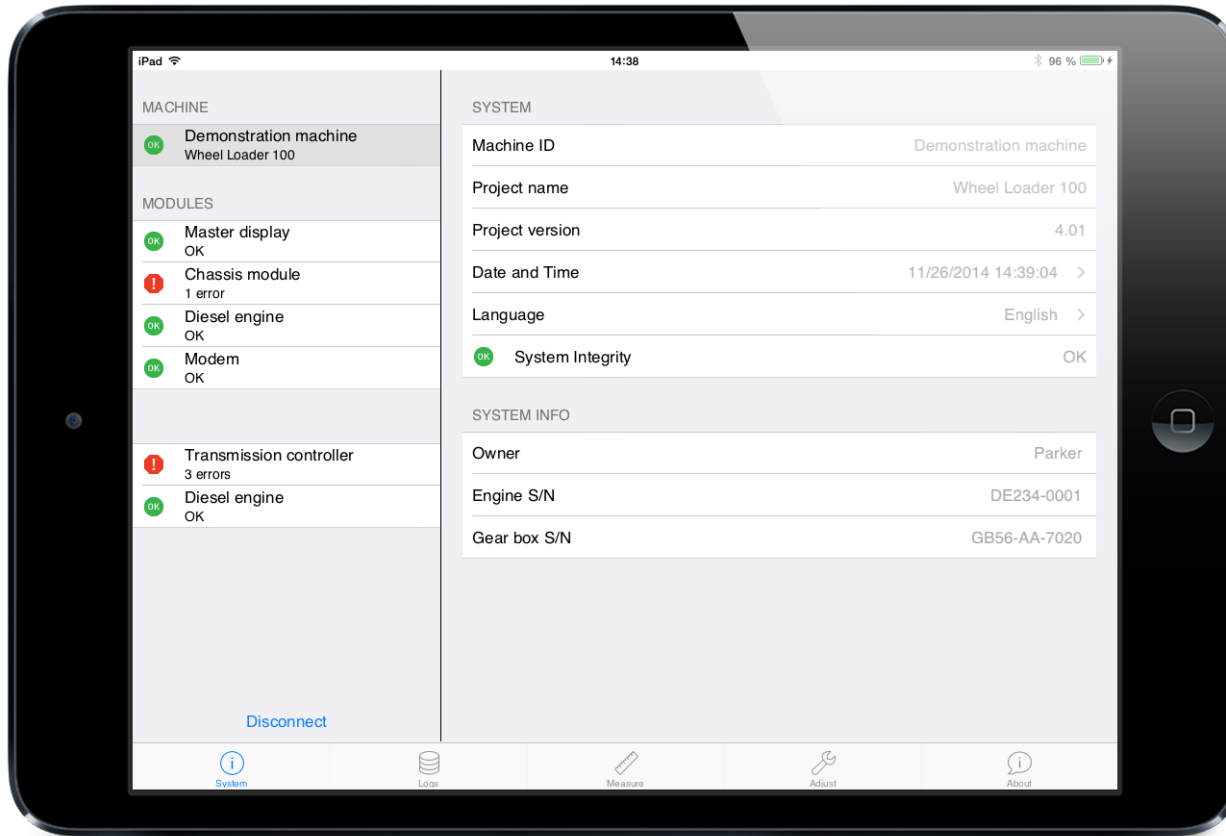 iPad 14:38 96 %
MACHINE
OK Demonstration machine
Wheel Loader 100
MODULES
OK Master display
OK
! Chassis module
1 error
OK Diesel engine
OK
OK Modem
OK
! Transmission controller
3 errors
OK Diesel engine
OK
Disconnect
SYSTEM
Machine ID Demonstration machine
Project name Wheel Loader 100
Project version 4.01
Date and Time 11/26/2014 14:39:04
Language English
OK System Integrity OK
SYSTEM INFO
Owner Parker
Engine S/N DE234-0001
Gear box S/N GB56-AA-7020
System Logs Measure Adjust About